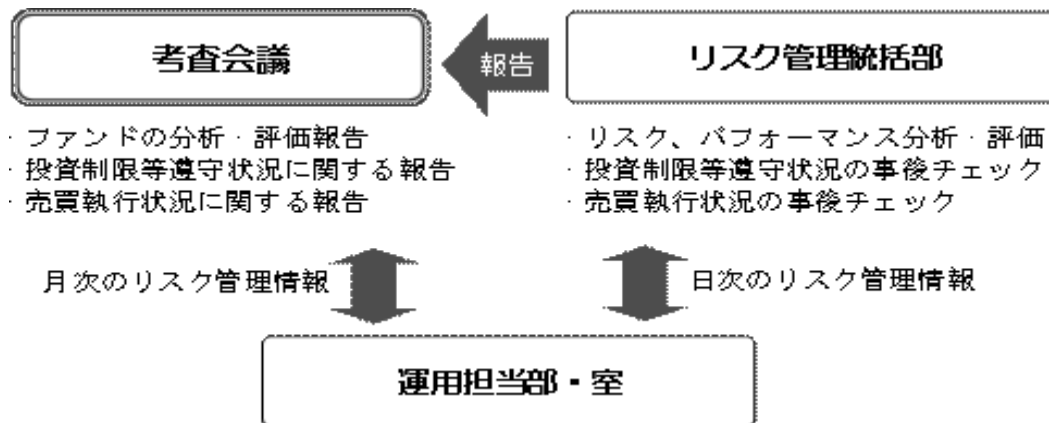 考査会議
報告
リスク管理統括部
・ファンドの分析・評価報告
・投資制限等遵守状況に関する報告
・売買執行状況に関する報告
・リスク、パフォーマンス分析・評価
・投資制限等遵守状況の事後チェック
・売買執行状況の事後チェック
月次のリスク管理情報
日次のリスク管理情報
運用担当部・室